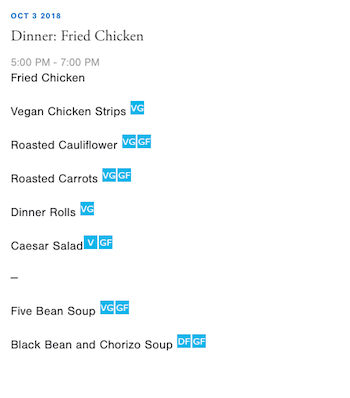 OCT 3 2018
Dinner: Fried Chicken
5:00 PM - 7:00 PM
Fried Chicken
Vegan Chicken Strips VG
Roasted Cauliflower VG GF
Roasted Carrots VG GF
Dinner Rolls VG
Caesar Salad V GF
—
Five Bean Soup VG GF
Black Bean and Chorizo Soup DF GF